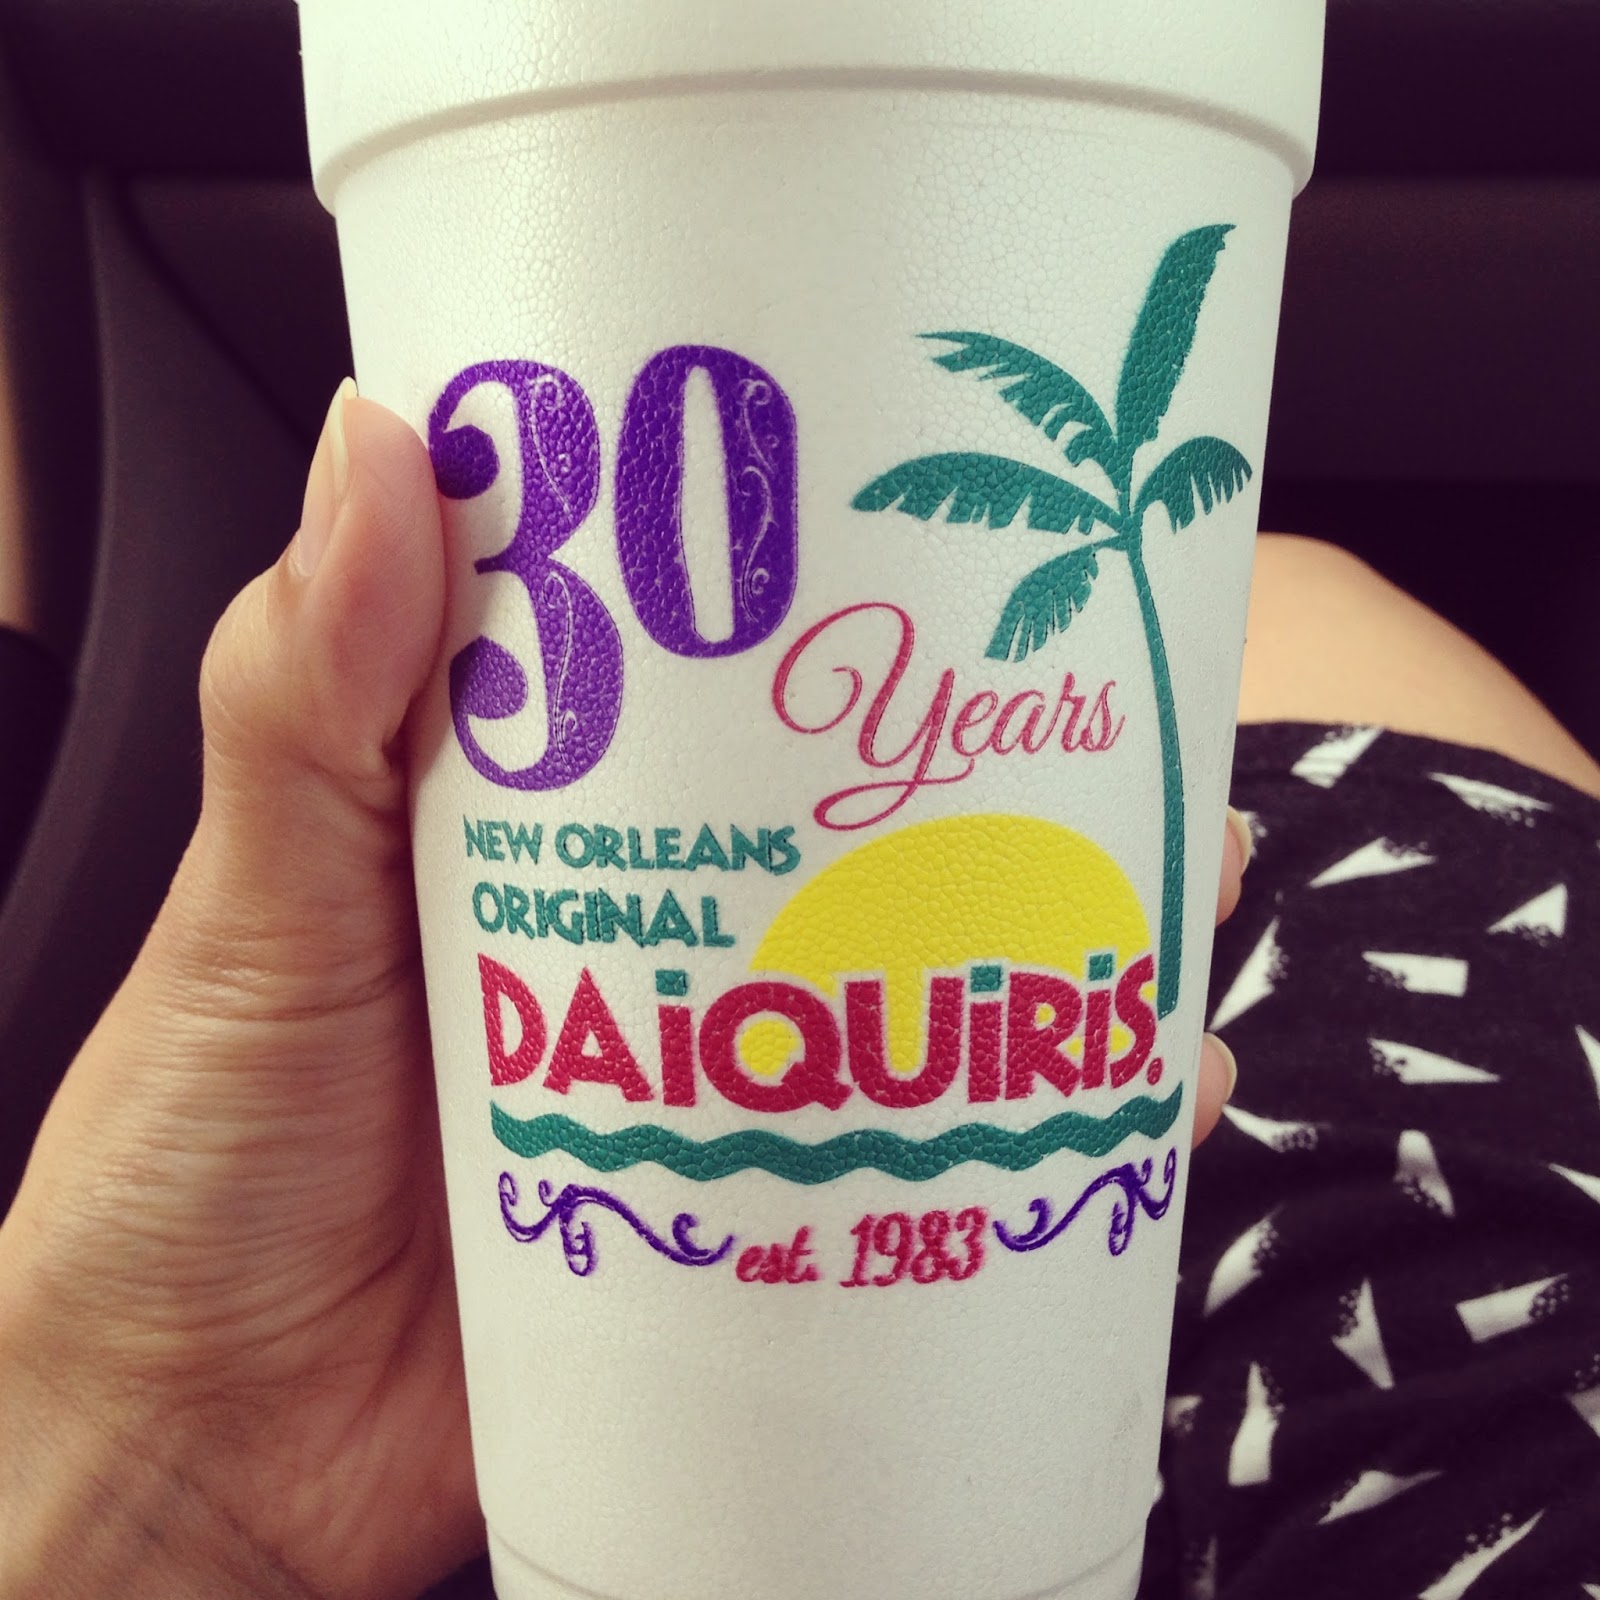 30
Years
NEW ORLEANS
ORIGINAL
DAiQUiRiS.
est. 1983